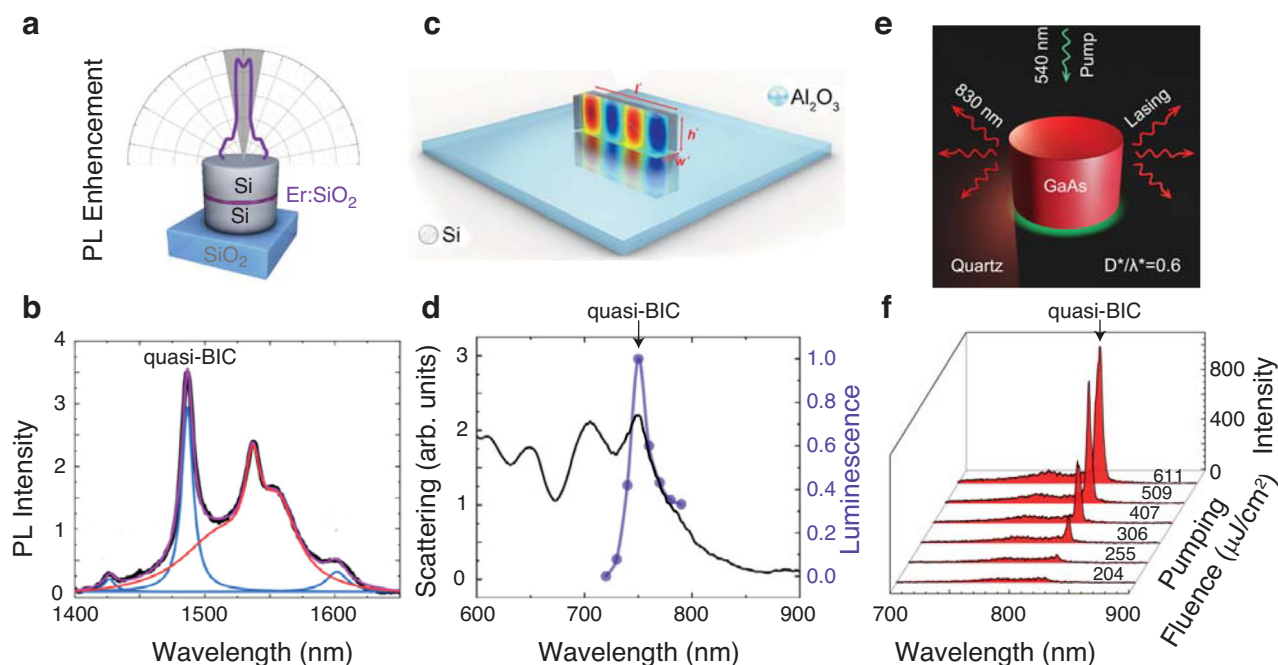 a
PL Enhencement
Si
Er:SiO2
Si
SiO2
c
l'
h'
w'
Al2O3
Si
e
540 nm
Pump
830 nm
Lasing
GaAs
Quartz
D*/λ*=0.6
b
quasi-BIC
PL Intensity
4
3
2
1
0
1400
1500
1600
Wavelength (nm)
d
quasi-BIC
Scattering (arb. units)
3
2
1
0
1.0
0.8
0.6
0.4
0.2
0.0
Luminescence
600
700
800
900
Wavelength (nm)
f
quasi-BIC
800
400
0
Intensity
611
509
407
306
255
204
Pumping
Fluence (μJ/cm²)
700
800
900
Wavelength (nm)